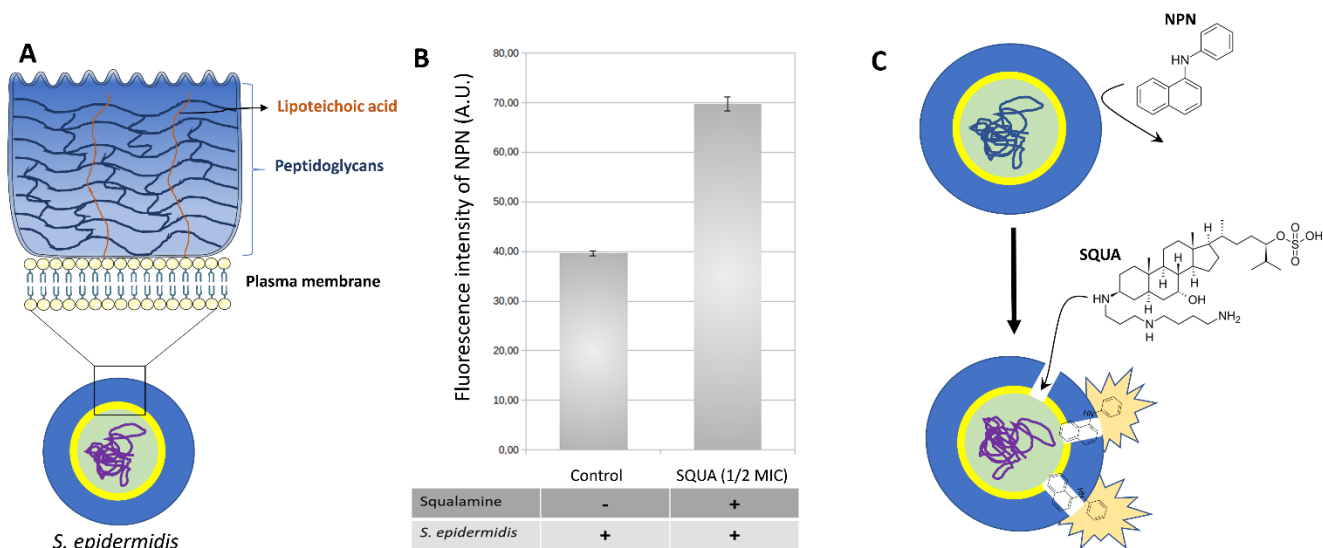 A
Lipoteichoic acid
Peptidoglycans
Plasma membrane
S. epidermidis
B
Fluorescence intensity of NPN (A.U.)
80,00
70,00
60,00
50,00
40,00
30,00
20,00
10,00
0,00
Control SQUA (1/2 MIC)
Squalamine - +
S. epidermidis + +
C
NPN
HN
SQUA
H
O
O
S
OH
O
H
H
H
H
OH
HN
N
H
NH2
HN
HN